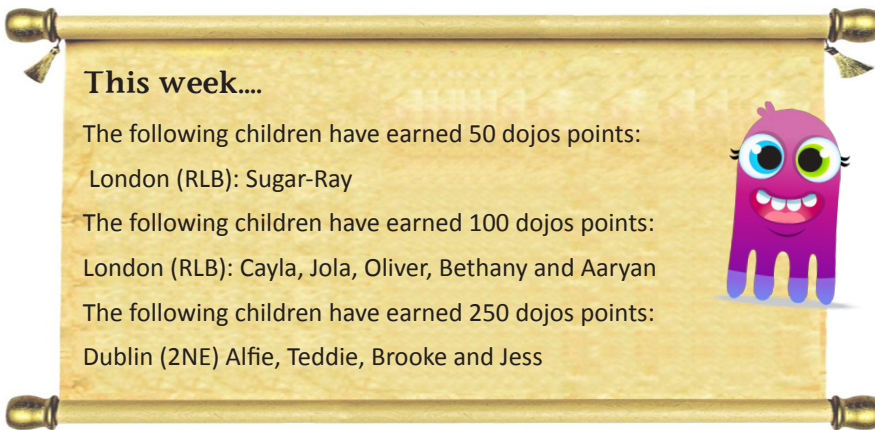 This week....
The following children have earned 50 dojos points:
London (RLB): Sugar-Ray
The following children have earned 100 dojos points:
London (RLB): Cayla, Jola, Oliver, Bethany and Aaryan
The following children have earned 250 dojos points:
Dublin (2NE) Alfie, Teddie, Brooke and Jess